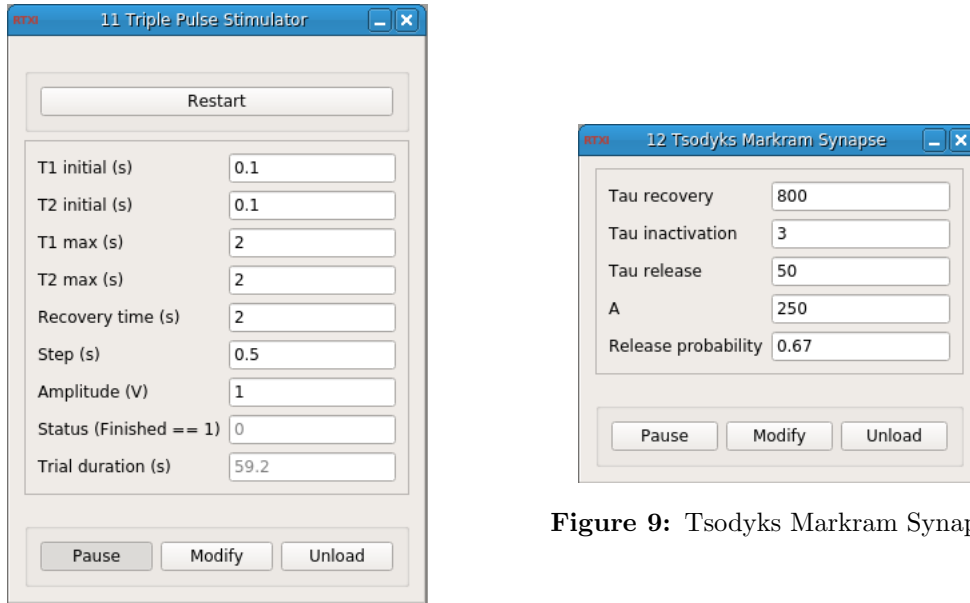 RTXI 11 Triple Pulse Stimulator
Restart
T1 initial (s) 0.1
T2 initial (s) 0.1
T1 max (s) 2
T2 max (s) 2
Recovery time (s) 2
Step (s) 0.5
Amplitude (V) 1
Status (Finished == 1) 0
Trial duration (s) 59.2
Pause Modify Unload
RTXI 12 Tsodyks Markram Synapse
Tau recovery 800
Tau inactivation 3
Tau release 50
A 250
Release probability 0.67
Pause Modify Unload
Figure 9: Tsodyks Markram Synap